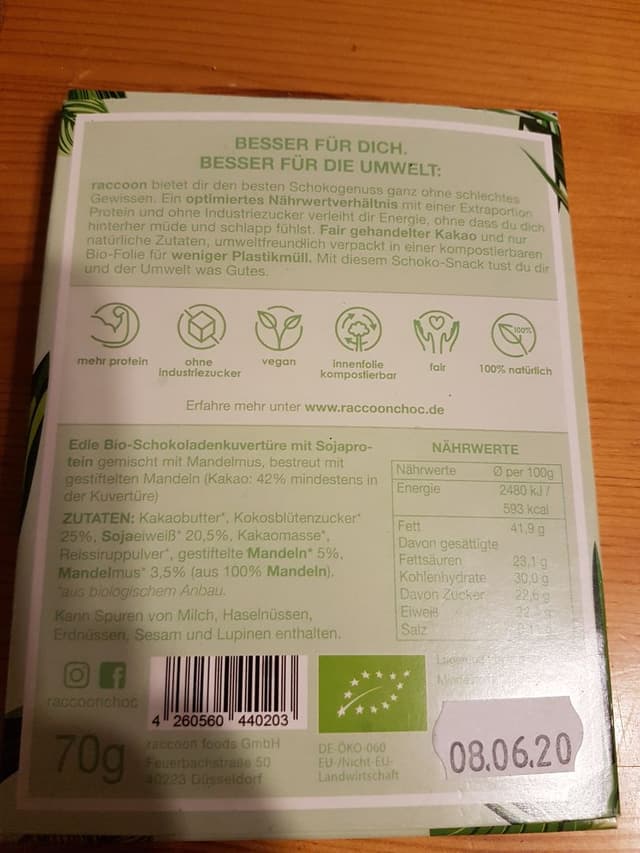 BESSER FÜR DICH.
BESSER FÜR DIE UMWELT:
raccoon bietet dir den besten Schokogenuss ganz ohne schlechtes
Gewissen. Ein optimiertes Nährwertverhältnis mit einer Extraportion
Protein und ohne Industriezucker verleiht dir Energie, ohne dass du dich
hinterher müde und schlapp fühlst. Fair gehandelter Kakao und nur
natürliche Zutaten, umweltfreundlich verpackt in einer kompostierbaren
Bio-Folie für weniger Plastikmüll. Mit diesem Schoko-Snack tust du dir
und der Umwelt was Gutes.
100%
mehr protein
ohne
industriezucker
vegan
innenfolie
kompostierbar
fair
100% natürlich
Erfahre mehr unter www.raccoonchoc.de
Edle Bio-Schokoladenkuvertüre mit Sojapro-
tein gemischt mit Mandelmus, bestreut mit
gestiftelten Mandeln (Kakao: 42% mindestens in
der Kuvertüre)
ZUTATEN: Kakaobutter*, Kokosblütenzucker*
25%, Sojaeiweiß* 20,5%, Kakaomasse*,
Reissiruppulver*, gestiftelte Mandeln* 5%,
Mandelmus* 3,5% (aus 100% Mandeln).
*aus biologischem Anbau.
Kann Spuren von Milch, Haselnüssen,
Erdnüssen, Sesam und Lupinen enthalten.
NÄHRWERTE
Nährwerte Ø per 100g
Energie 2480 kJ /
593 kcal
Fett 41,9 g
Davon gesättigte
Fettsäuren 23,1 g
Kohlenhydrate 30,0 g
Davon Zucker 22,6 g
Eiweiß
Salz
raccoonchoc
4 260560 440203
70g
raccoon foods GmbH
Feuerbachstraße 50
40223 Düsseldorf
DE-ÖKO-060
EU-/Nicht-EU-
Landwirtschaft
08.06.20